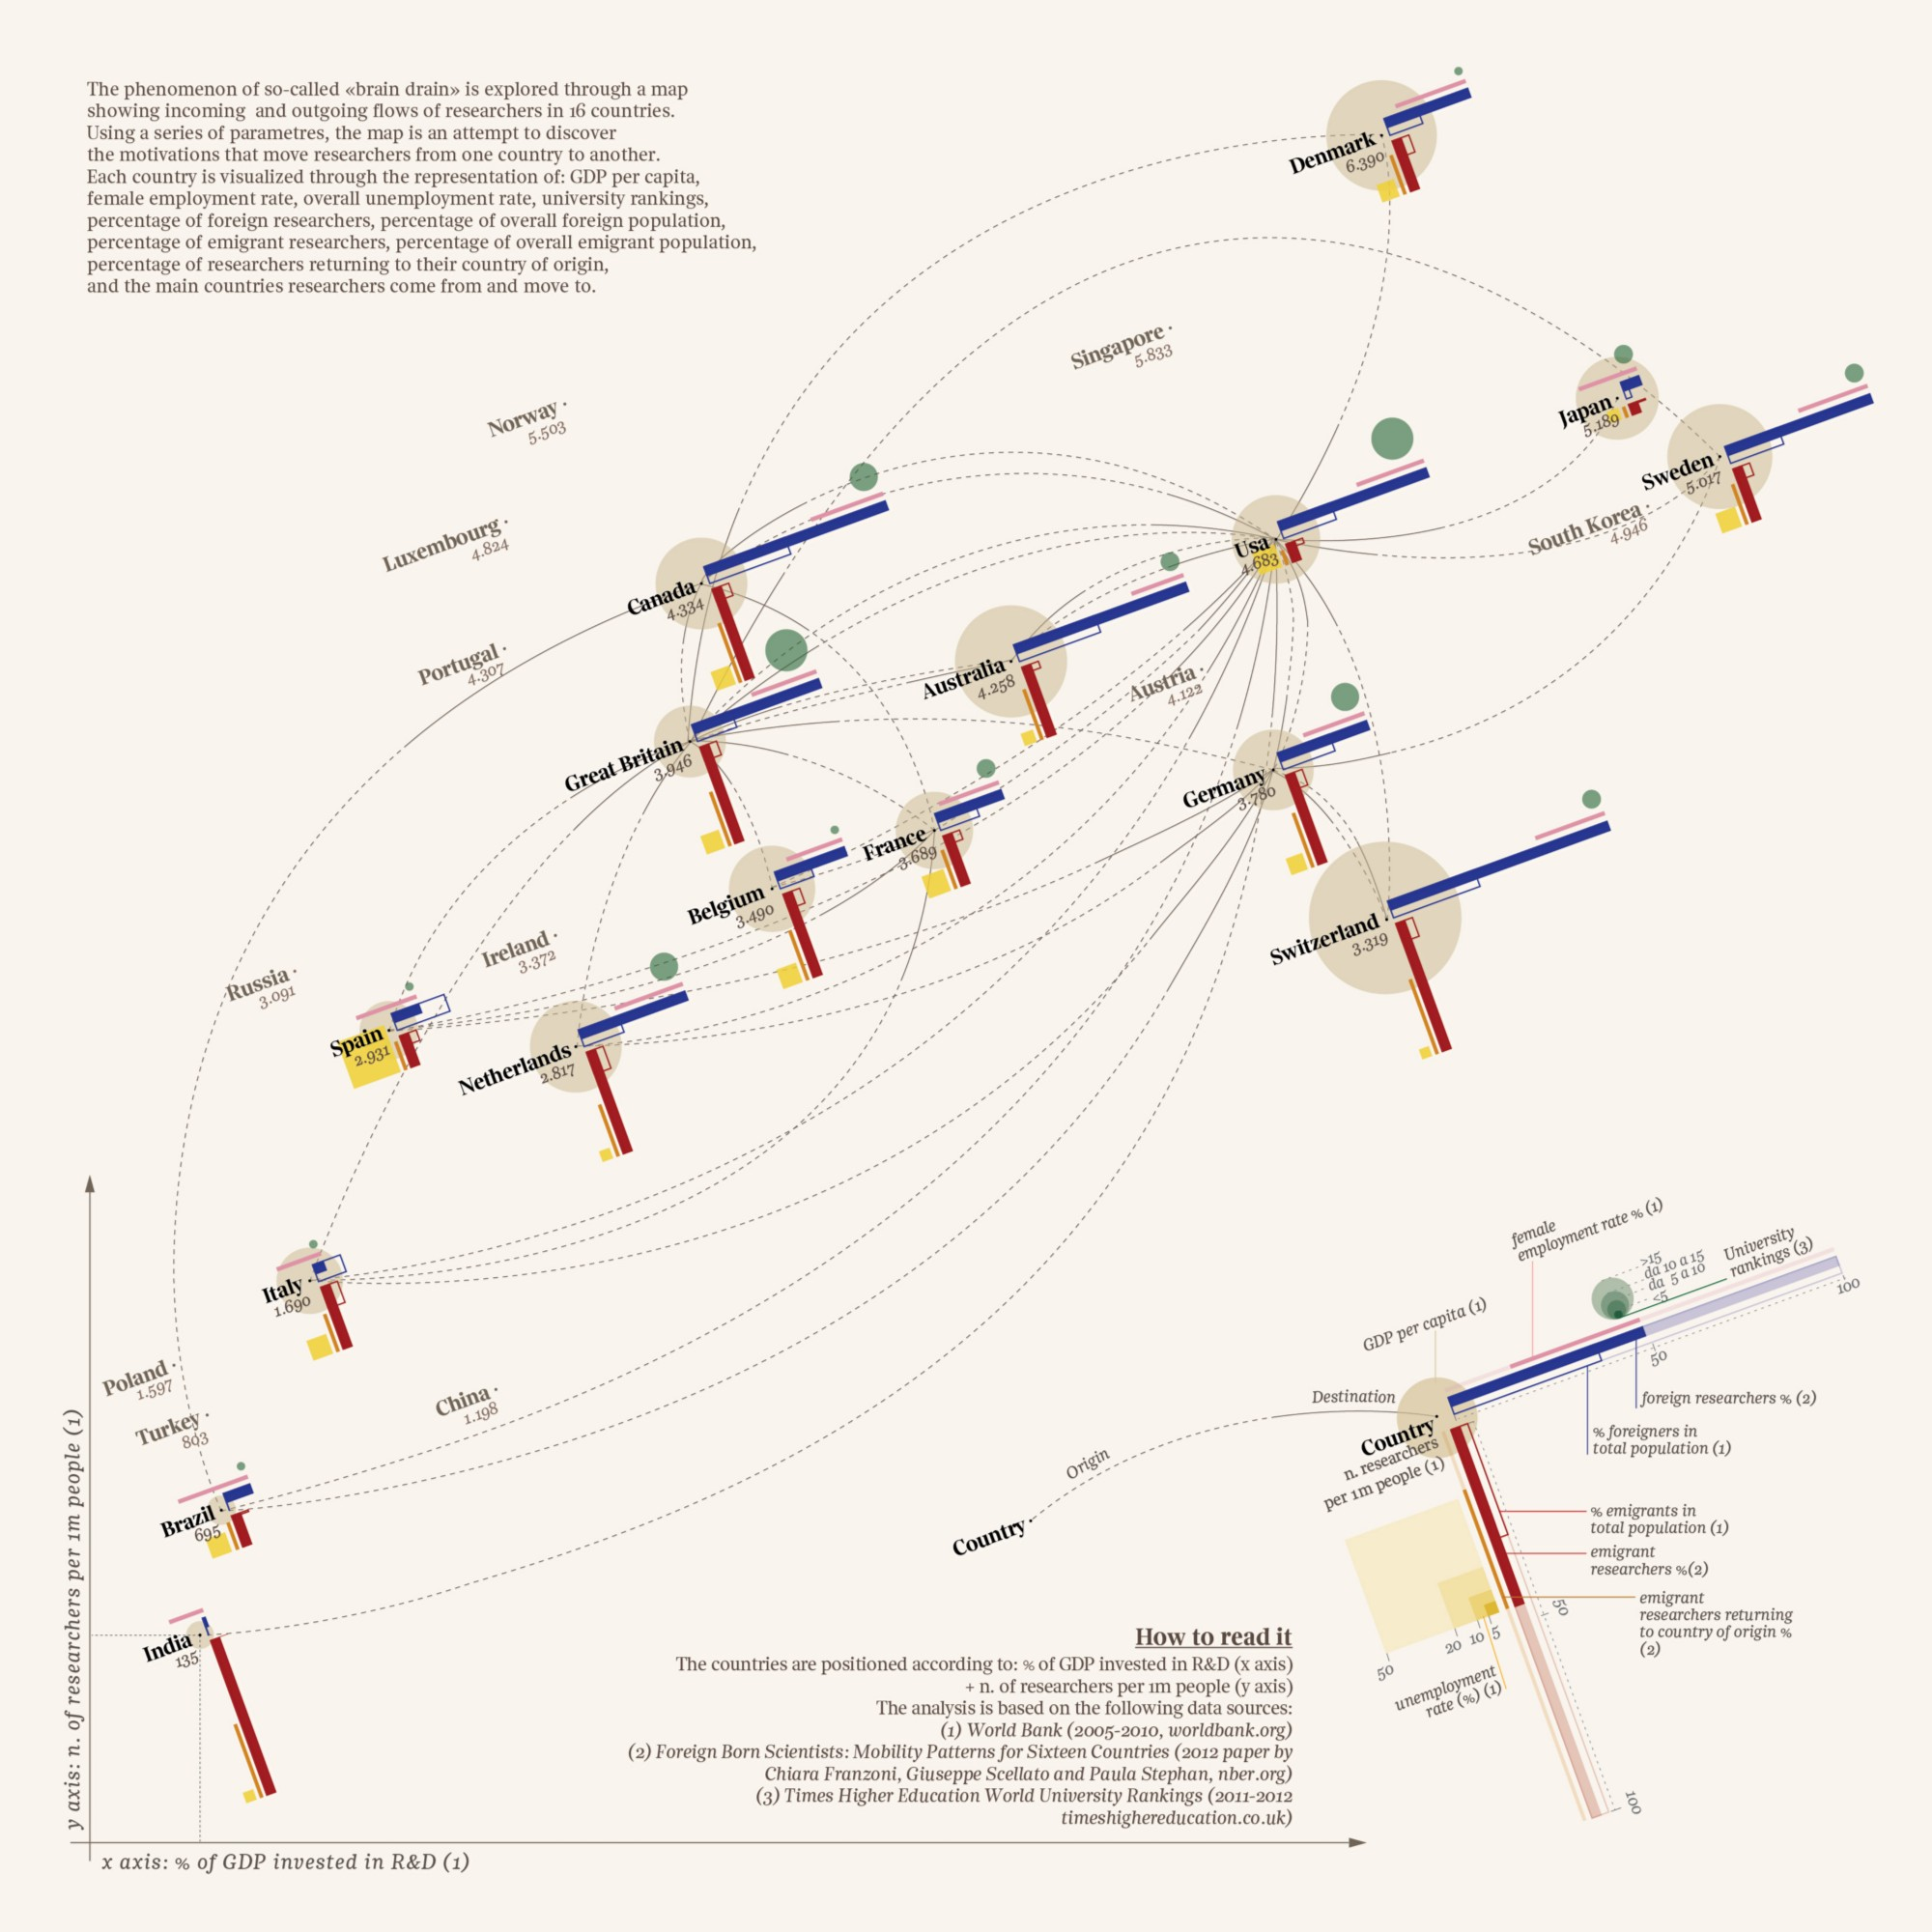 The phenomenon of so-called «brain drain» is explored through a map
showing incoming and outgoing flows of researchers in 16 countries.
Using a series of parametres, the map is an attempt to discover
the motivations that move researchers from one country to another.
Each country is visualized through the representation of: GDP per capita,
female employment rate, overall unemployment rate, university rankings,
percentage of foreign researchers, percentage of overall foreign population,
percentage of emigrant researchers, percentage of overall emigrant population,
percentage of researchers returning to their country of origin,
and the main countries researchers come from and move to.
Denmark
6.390
Singapore
5.833
Norway
5.503
Japan
5.189
Sweden
5.017
South Korea
4.946
Luxembourg
4.824
Usa
4.683
Canada
4.334
Portugal
4.307
Australia
4.258
Austria
4.122
Great Britain
3.946
Germany
3.780
France
3.689
Belgium
3.490
Ireland
3.372
Switzerland
3.319
Russia
3.091
Spain
2.931
Netherlands
2.817
Italy
1.690
Poland
1.597
China
1.198
Turkey
803
Brazil
695
India
135
y axis: n. of researchers per 1m people (1)
x axis: % of GDP invested in R&D (1)
female
employment rate % (1)
>15
da 10 a 15
da 5 a 10
<5
University
rankings (3)
100
50
GDP per capita (1)
Destination
Origin
Country
Country
n. researchers
per 1m people (1)
foreign researchers % (2)
% foreigners in
total population (1)
% emigrants in
total population (1)
emigrant
researchers %(2)
emigrant
researchers returning
to country of origin %
(2)
50
100
50
20
10
5
unemployment
rate (%) (1)
How to read it
The countries are positioned according to: % of GDP invested in R&D (x axis)
+ n. of researchers per 1m people (y axis)
The analysis is based on the following data sources:
(1) World Bank (2005-2010, worldbank.org)
(2) Foreign Born Scientists: Mobility Patterns for Sixteen Countries (2012 paper by
Chiara Franzoni, Giuseppe Scellato and Paula Stephan, nber.org)
(3) Times Higher Education World University Rankings (2011-2012
timeshighereducation.co.uk)